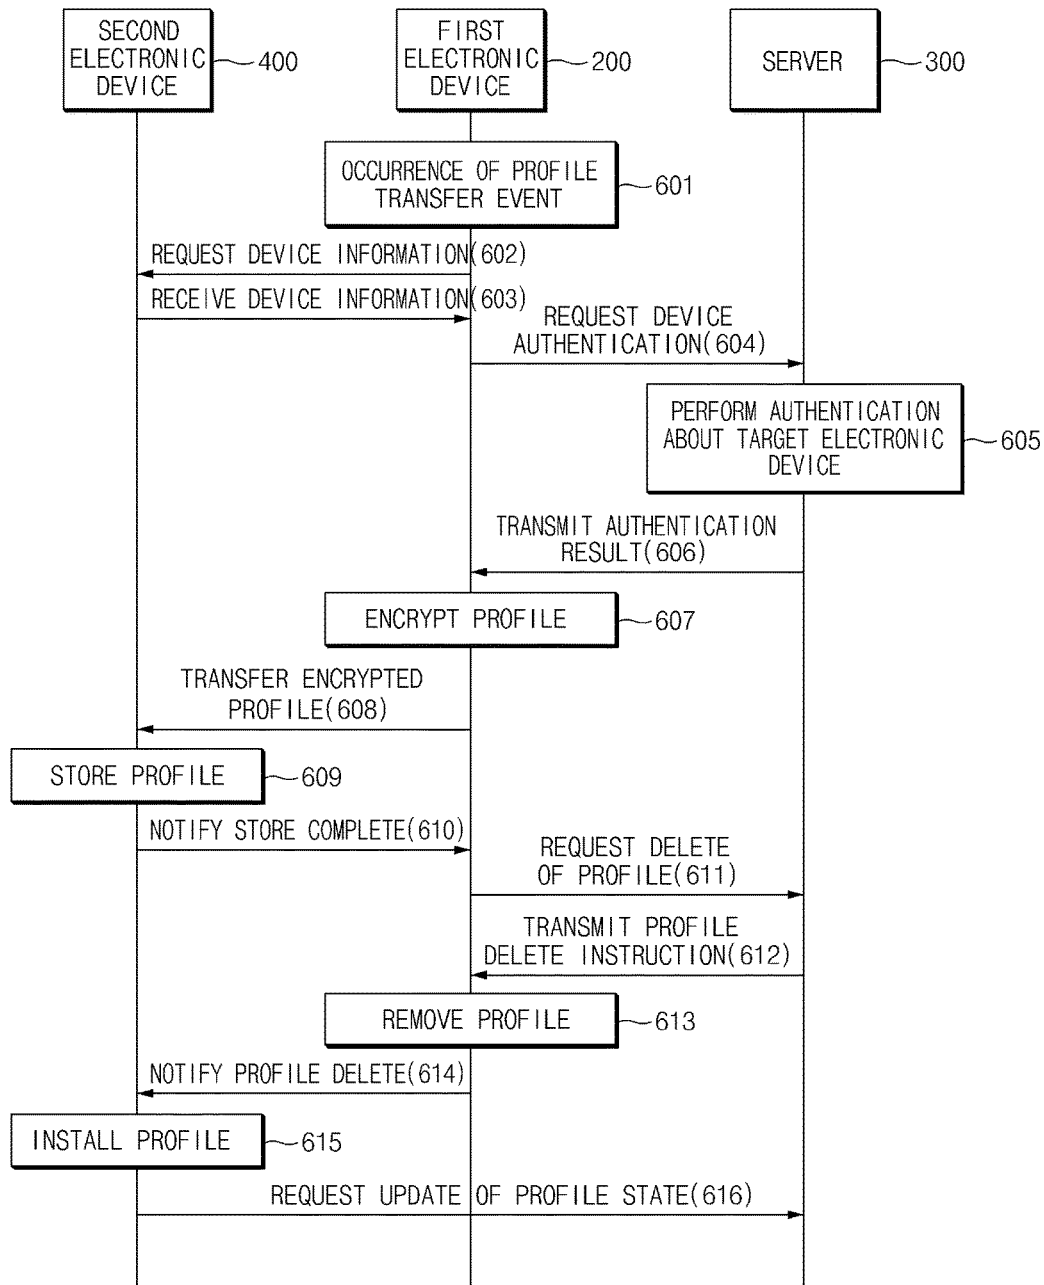 SECOND
ELECTRONIC
DEVICE
400
FIRST
ELECTRONIC
DEVICE
200
SERVER
300
OCCURRENCE OF PROFILE
TRANSFER EVENT
601
REQUEST DEVICE INFORMATION(602)
RECEIVE DEVICE INFORMATION(603)
REQUEST DEVICE
AUTHENTICATION(604)
PERFORM AUTHENTICATION
ABOUT TARGET ELECTRONIC
DEVICE
605
TRANSMIT AUTHENTICATION
RESULT(606)
ENCRYPT PROFILE
607
TRANSFER ENCRYPTED
PROFILE(608)
STORE PROFILE
609
NOTIFY STORE COMPLETE(610)
REQUEST DELETE
OF PROFILE(611)
TRANSMIT PROFILE
DELETE INSTRUCTION(612)
REMOVE PROFILE
613
NOTIFY PROFILE DELETE(614)
INSTALL PROFILE
615
REQUEST UPDATE OF PROFILE STATE(616)